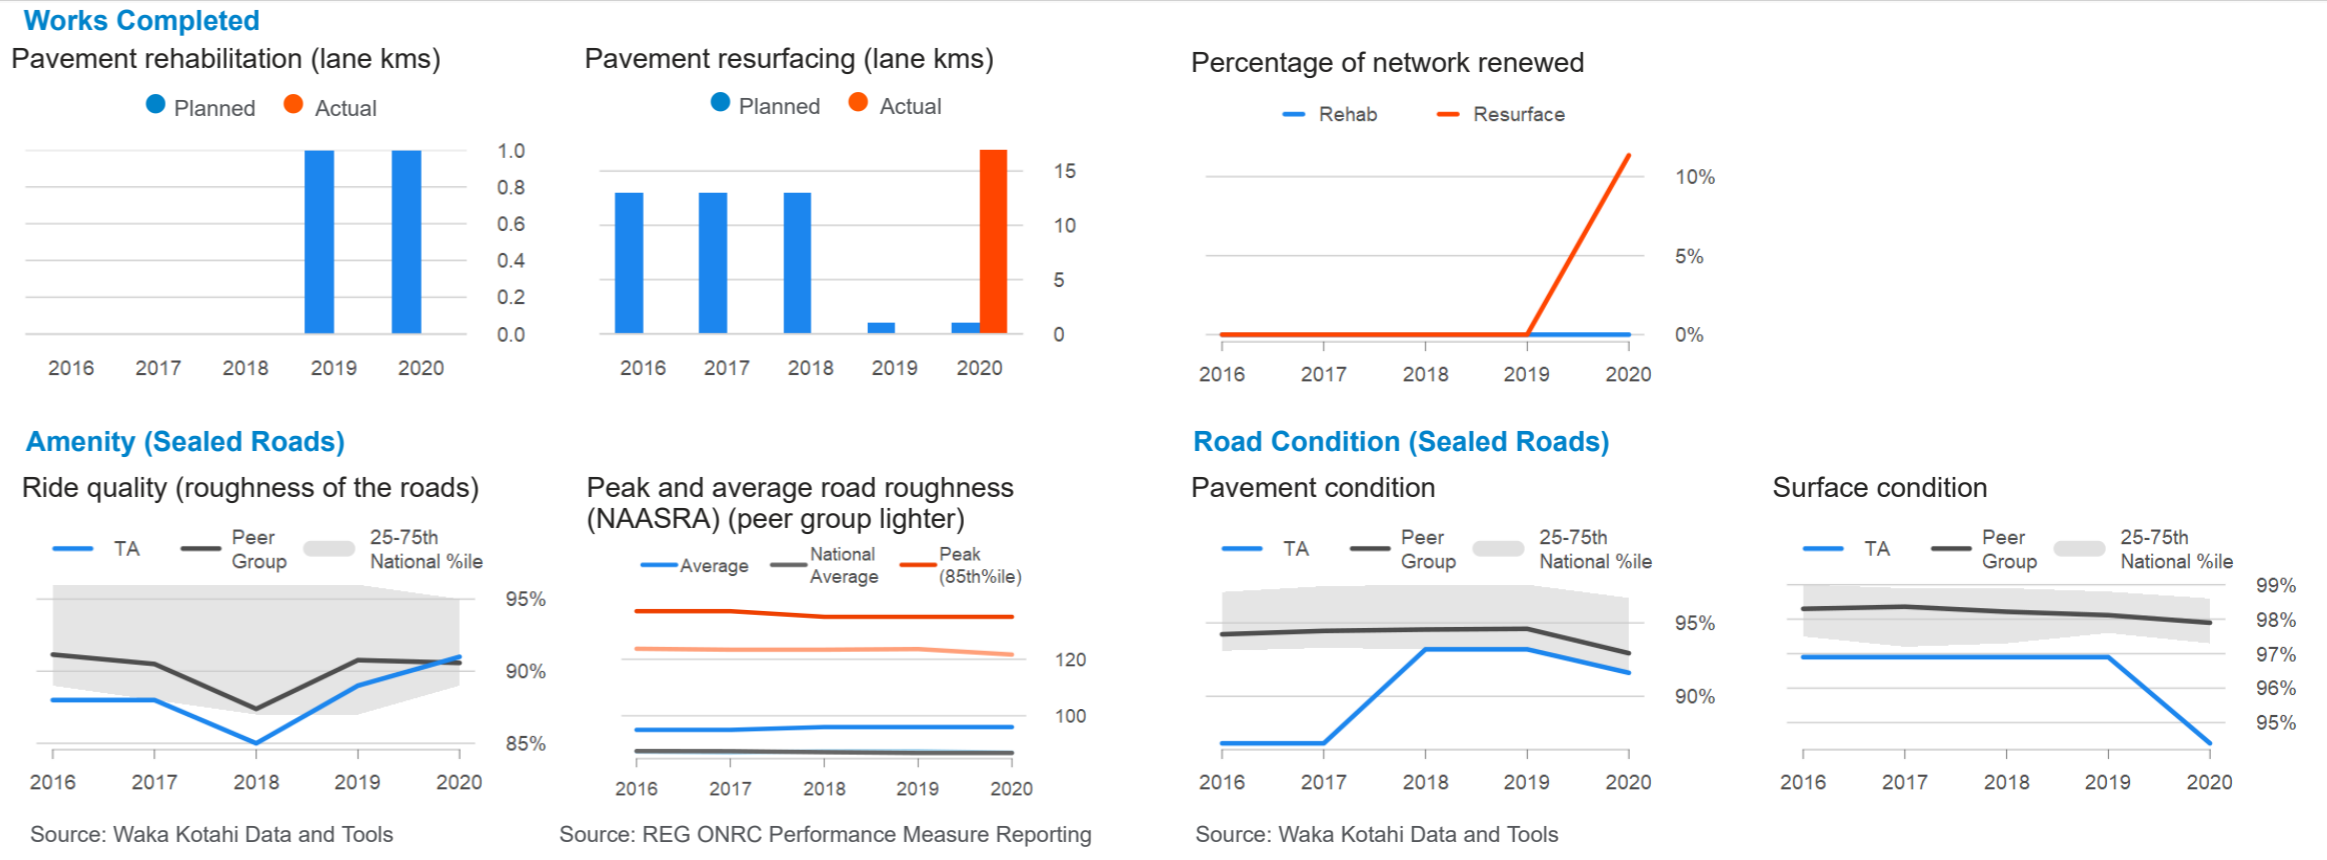 Works Completed
Pavement rehabilitation (lane kms)
Planned Actual
1.0
0.8
0.6
0.4
0.2
0.0
2016 2017 2018 2019 2020
Pavement resurfacing (lane kms)
Planned Actual
15
10
5
0
2016 2017 2018 2019 2020
Percentage of network renewed
Rehab Resurface
10%
5%
0%
2016 2017 2018 2019 2020
Amenity (Sealed Roads)
Ride quality (roughness of the roads)
TA
Peer
Group
25-75th
National %ile
95%
90%
85%
2016 2017 2018 2019 2020
Source: Waka Kotahi Data and Tools
Peak and average road roughness
(NAASRA) (peer group lighter)
Average
National
Average
Peak
(85th%ile)
120
100
2016 2017 2018 2019 2020
Source: REG ONRC Performance Measure Reporting
Road Condition (Sealed Roads)
Pavement condition
TA
Peer
Group
25-75th
National %ile
95%
90%
2016 2017 2018 2019 2020
Source: Waka Kotahi Data and Tools
Surface condition
TA
Peer
Group
25-75th
National %ile
99%
98%
97%
96%
95%
2016 2017 2018 2019 2020